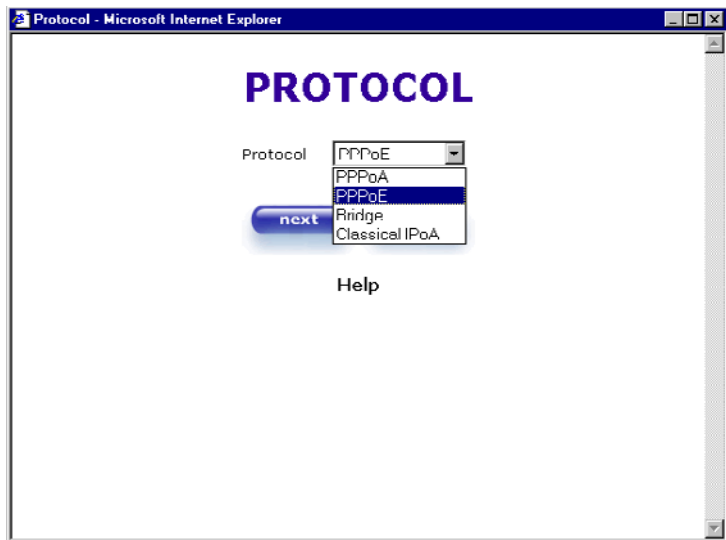 Protocol - Microsoft Internet Explorer
PROTOCOL
Protocol PPPoE
PPPoA
PPPoE
Bridge
Classical IPoA
next
Help